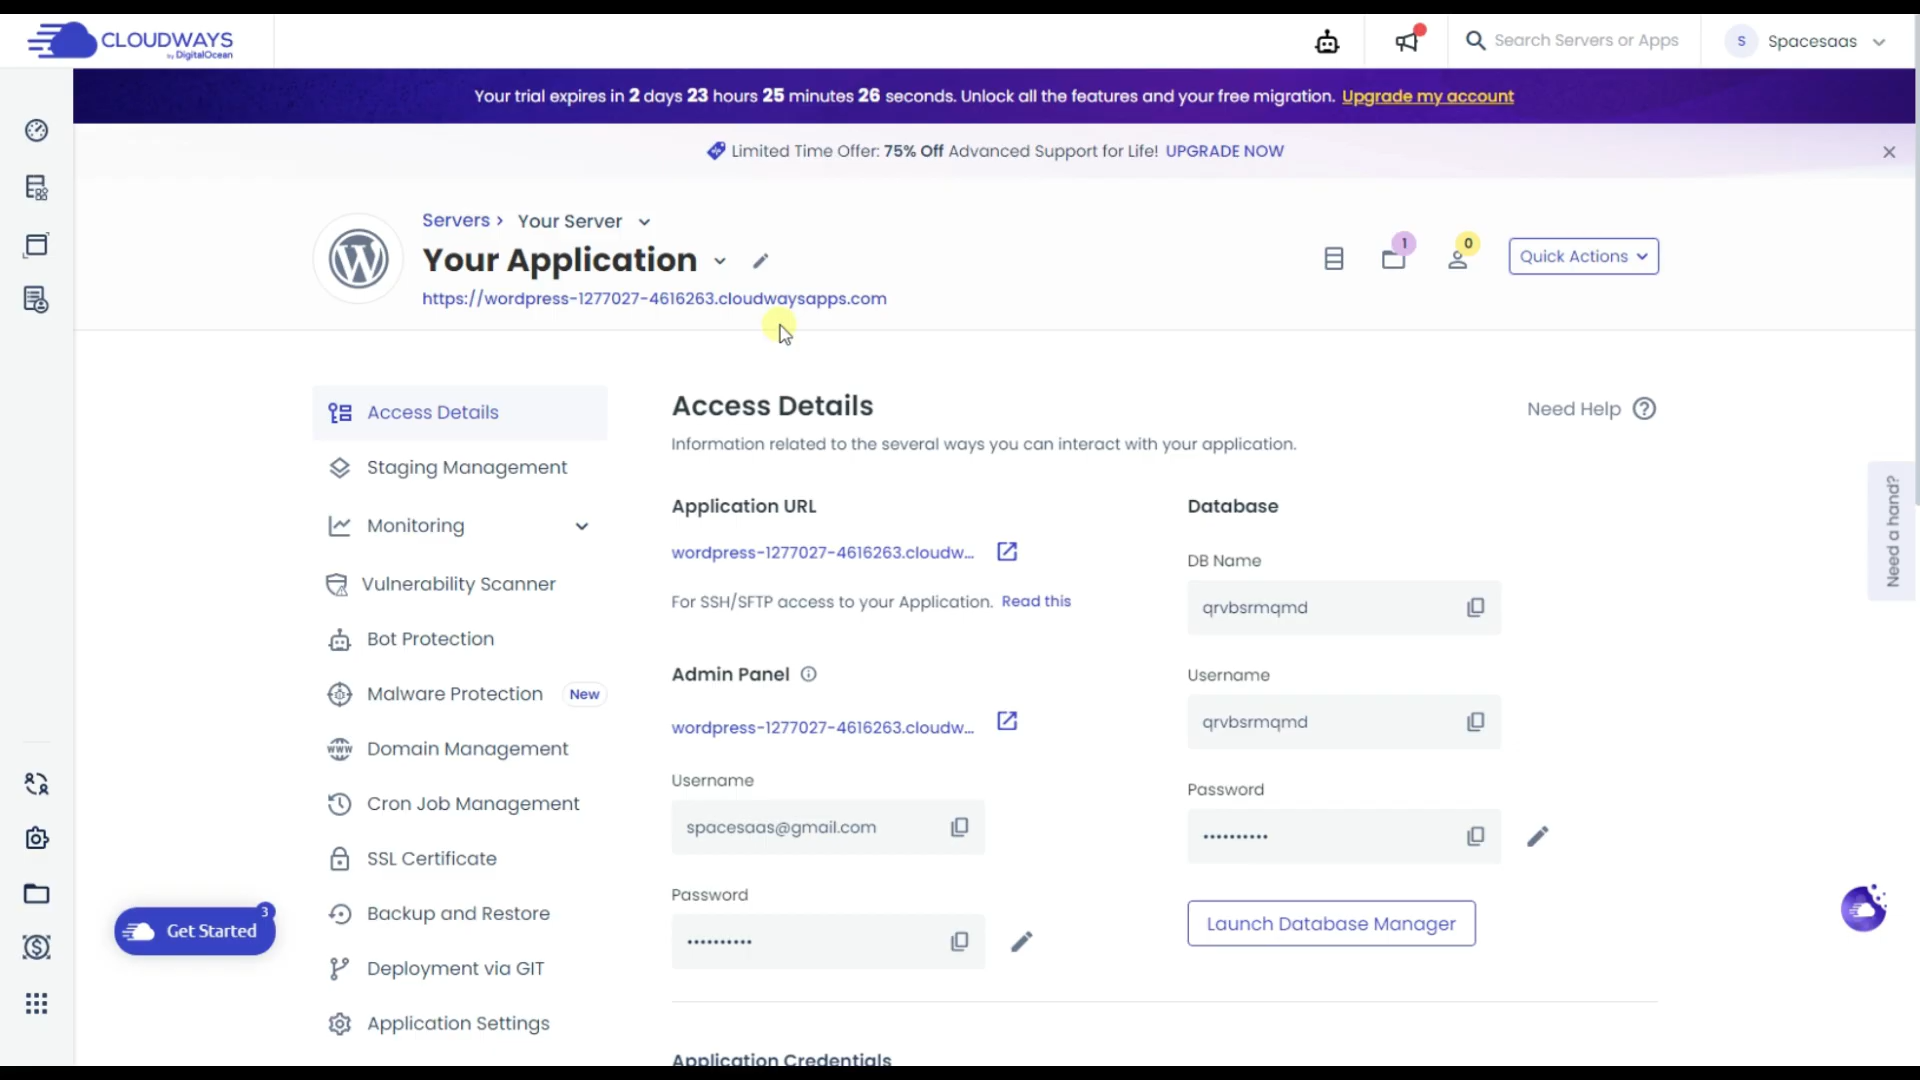 CLOUDWAYS
by DigitalOcean
Search Servers or Apps
S
Spacesaas
Your trial expires in 2 days 23 hours 25 minutes 26 seconds. Unlock all the features and your free migration. Upgrade my account
Limited Time Offer: 75% Off Advanced Support for Life! UPGRADE NOW
Servers › Your Server
Your Application
https://wordpress-1277027-4616263.cloudwaysapps.com
1
0
Quick Actions
Access Details
Staging Management
Monitoring
Vulnerability Scanner
Bot Protection
Malware Protection New
Domain Management
Cron Job Management
SSL Certificate
Backup and Restore
Deployment via GIT
Application Settings
Access Details
Need Help
Information related to the several ways you can interact with your application.
Application URL
wordpress-1277027-4616263.cloudw...
For SSH/SFTP access to your Application. Read this
Admin Panel
wordpress-1277027-4616263.cloudw...
Username
spacesaas@gmail.com
Password
••••••••••
Database
DB Name
qrvbsrmqmd
Username
qrvbsrmqmd
Password
••••••••••
Launch Database Manager
Application Credentials
Need a hand?
Get Started
3